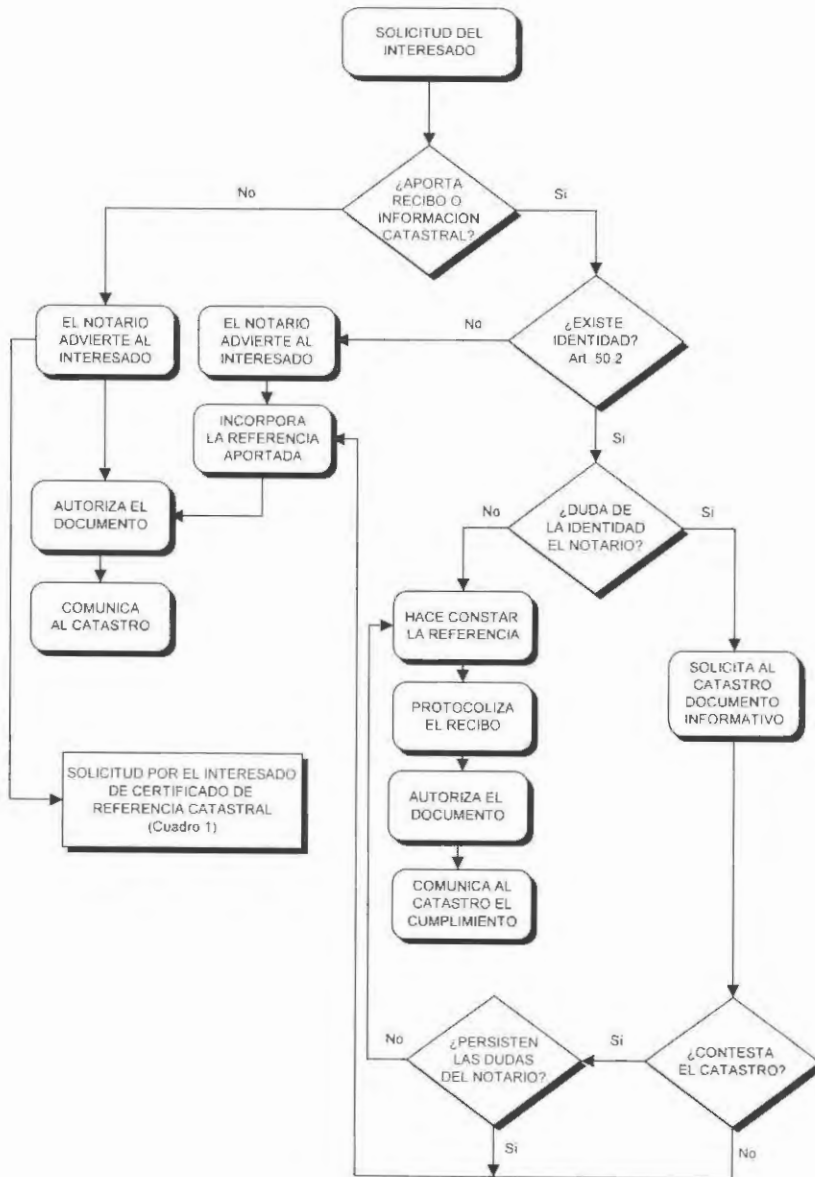 SOLICITUD DEL
INTERESADO
¿APORTA
RECIBO O
INFORMACION
CATASTRAL?
No
Si
EL NOTARIO
ADVIERTE AL
INTERESADO
EL NOTARIO
ADVIERTE AL
INTERESADO
No
¿EXISTE
IDENTIDAD?
Art. 50.2
Si
INCORPORA
LA REFERENCIA
APORTADA
AUTORIZA EL
DOCUMENTO
COMUNICA
AL CATASTRO
No
¿DUDA DE
LA IDENTIDAD
EL NOTARIO?
Si
HACE CONSTAR
LA REFERENCIA
SOLICITA AL
CATASTRO
DOCUMENTO
INFORMATIVO
PROTOCOLIZA
EL RECIBO
SOLICITUD POR EL INTERESADO
DE CERTIFICADO DE
REFERENCIA CATASTRAL
(Cuadro 1)
AUTORIZA EL
DOCUMENTO
COMUNICA AL
CATASTRO EL
CUMPLIMIENTO
No
¿PERSISTEN
LAS DUDAS
DEL NOTARIO?
Si
¿CONTESTA
EL CATASTRO?
Si
No